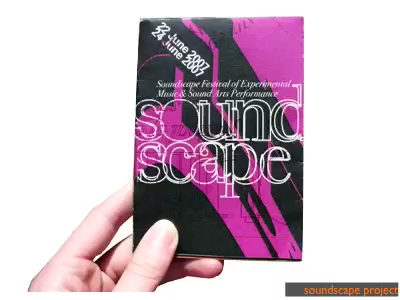 22 June 2007
24 June 2007
Soundscape Festival of Experimental
Music & Sound Arts Performance
sound
scape
soundscape project